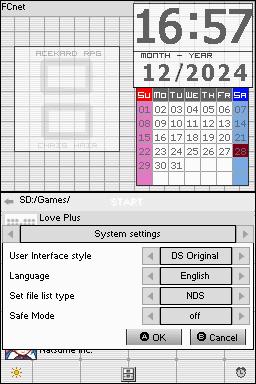 FCnet
16:57
ACEKARD RPG
MONTH - YEAR
12/2024
SU MO TU WE TH FR SA
01 02 03 04 05 06 07
08 09 10 11 12 13 14
15 16 17 18 19 20 21
22 23 24 25 26 27 28
29 30 31
CHRIS HAIR
SD:/Games/
START
Love Plus
System settings
User Interface style DS Original
Language English
Set file list type NDS
Safe Mode off
A OK B Cancel
Natsume Inc.